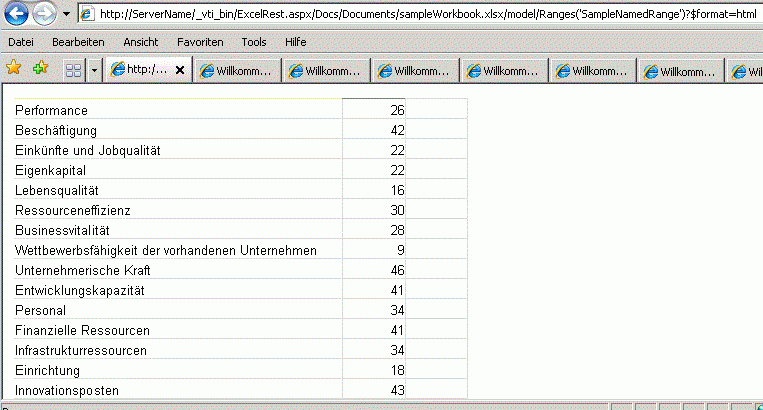 http://ServerName/_vti_bin/ExcelRest.aspx/Docs/Documents/sampleWorkbook.xlsx/model/Ranges('SampleNamedRange')?$format=html
Datei Bearbeiten Ansicht Favoriten Tools Hilfe
http:/... Willkomm... Willkomm... Willkomm... Willkomm... Willkomm... Willkomm... Willkomm
Performance 26
Beschäftigung 42
Einkünfte und Jobqualität 22
Eigenkapital 22
Lebensqualität 16
Ressourceneffizienz 30
Businessvitalität 28
Wettbewerbsfähigkeit der vorhandenen Unternehmen 9
Unternehmerische Kraft 46
Entwicklungskapazität 41
Personal 34
Finanzielle Ressourcen 41
Infrastrukturressourcen 34
Einrichtung 18
Innovationsposten 43